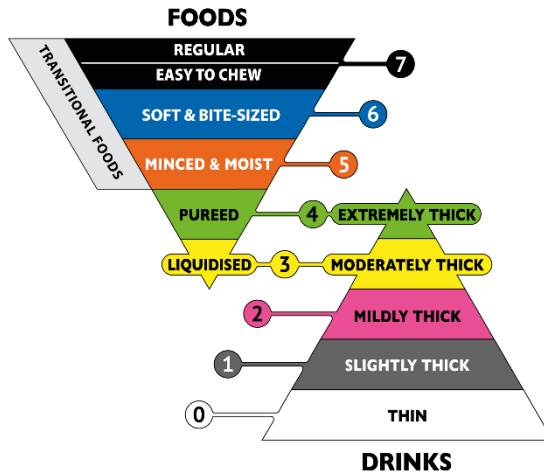 FOODS
REGULAR
7
EASY TO CHEW
TRANSITIONAL FOODS
SOFT & BITE-SIZED
6
MINCED & MOIST
5
PUREED
4
EXTREMELY THICK
LIQUIDISED
3
MODERATELY THICK
2
MILDLY THICK
1
SLIGHTLY THICK
0
THIN
DRINKS